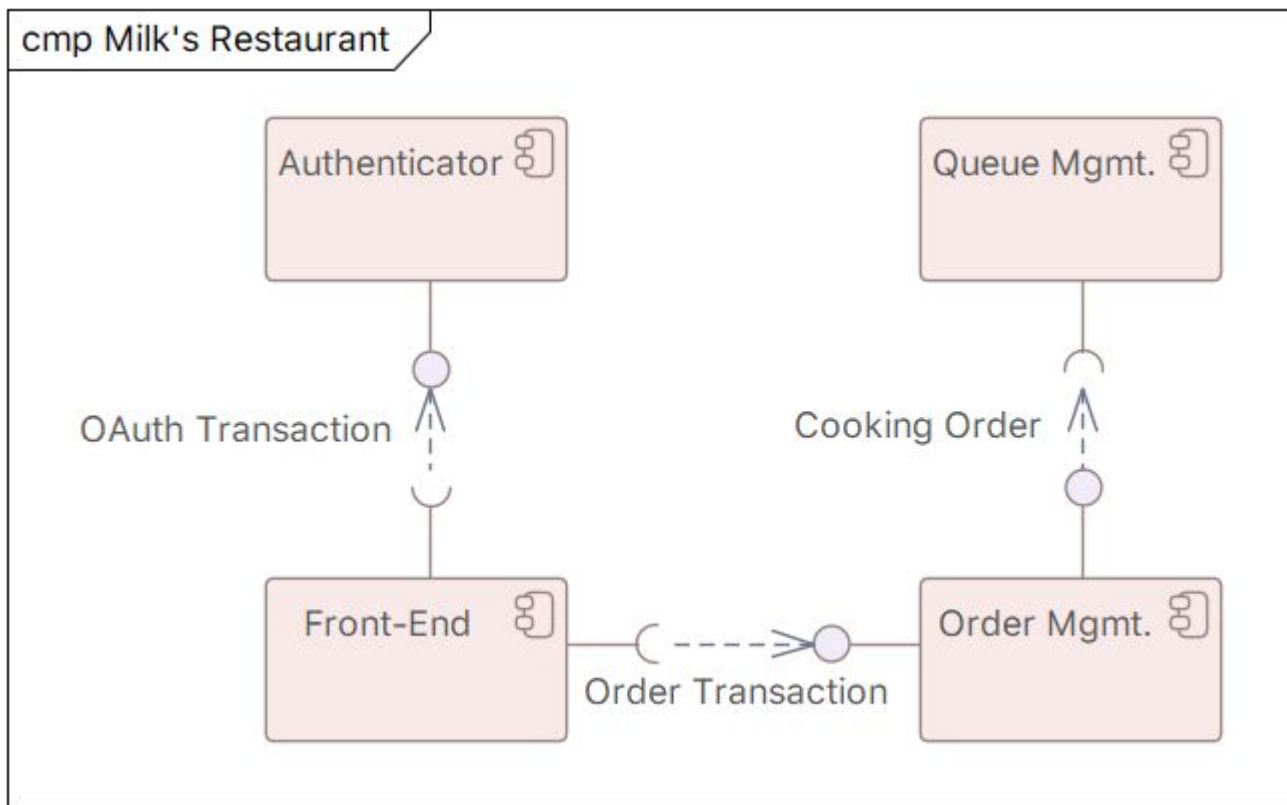 cmp Milk's Restaurant
Authenticator
Queue Mgmt.
OAuth Transaction
Cooking Order
Front-End
Order Mgmt.
Order Transaction